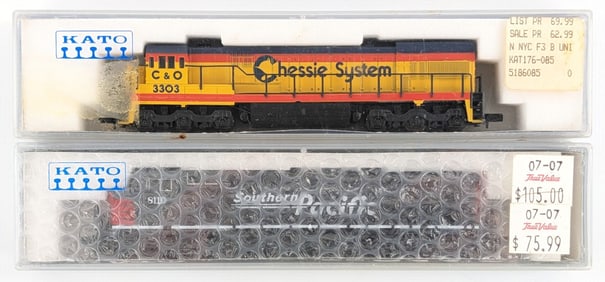 KATO
LIST PR 69.99
SALE PR 62.99
N NYC F3 B UNI
KAT176-085
5186085 0
C & O
3303
Chessie System
KATO
Southern
Pacific
07-07
True Value
$105.00
07-07
True Value
$75.99